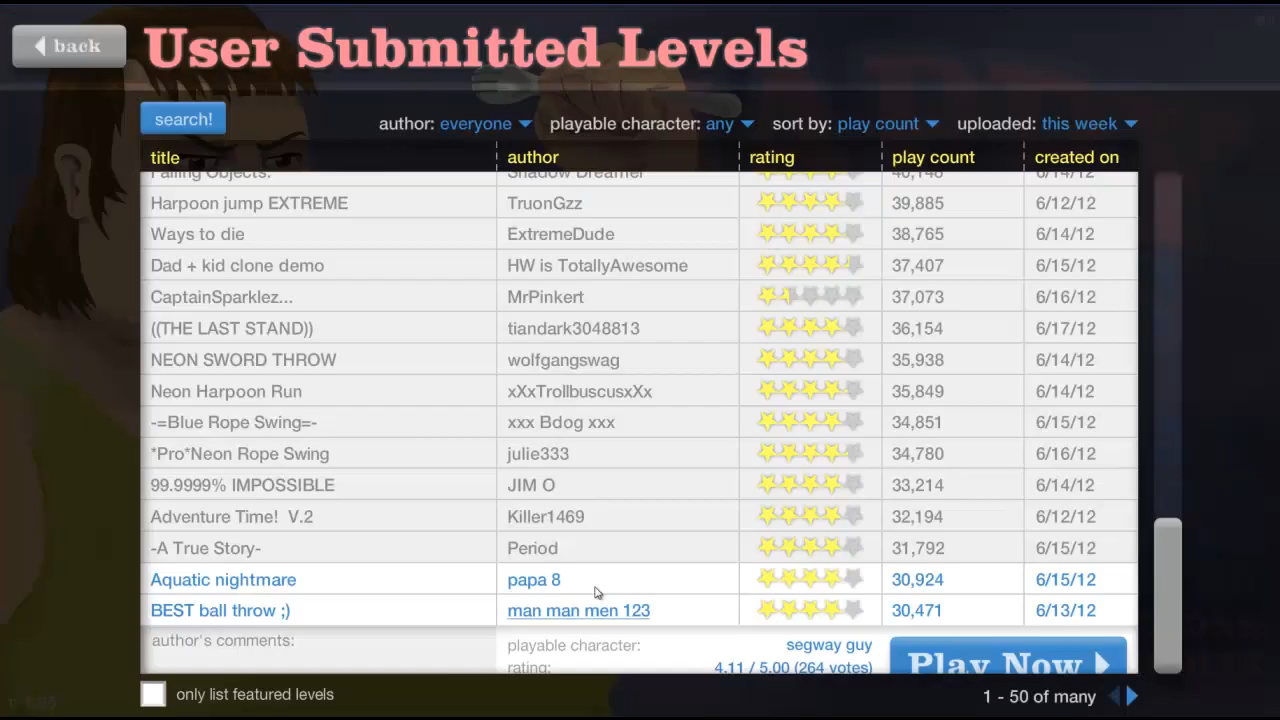 back
User Submitted Levels
search!
author: everyone playable character: any sort by: play count uploaded: this week
title author rating play count created on
Falling Objects. Shadow Dreamer 40,148 6/14/12
Harpoon jump EXTREME TruonGzz 39,885 6/12/12
Ways to die ExtremeDude 38,765 6/14/12
Dad + kid clone demo HW is TotallyAwesome 37,407 6/15/12
CaptainSparklez... MrPinkert 37,073 6/16/12
((THE LAST STAND)) tiandark3048813 36,154 6/17/12
NEON SWORD THROW wolfgangswag 35,938 6/14/12
Neon Harpoon Run xXxTrollbuscusxXx 35,849 6/14/12
-=Blue Rope Swing=- xxx Bdog xxx 34,851 6/15/12
*Pro*Neon Rope Swing julie333 34,780 6/16/12
99.9999% IMPOSSIBLE JIM O 33,214 6/14/12
Adventure Time! V.2 Killer1469 32,194 6/12/12
-A True Story- Period 31,792 6/15/12
Aquatic nightmare papa 8 30,924 6/15/12
BEST ball throw ;) man man men 123 30,471 6/13/12
author's comments: playable character: segway guy
rating: 4.11 / 5.00 (264 votes)
Play Now
only list featured levels 1 - 50 of many